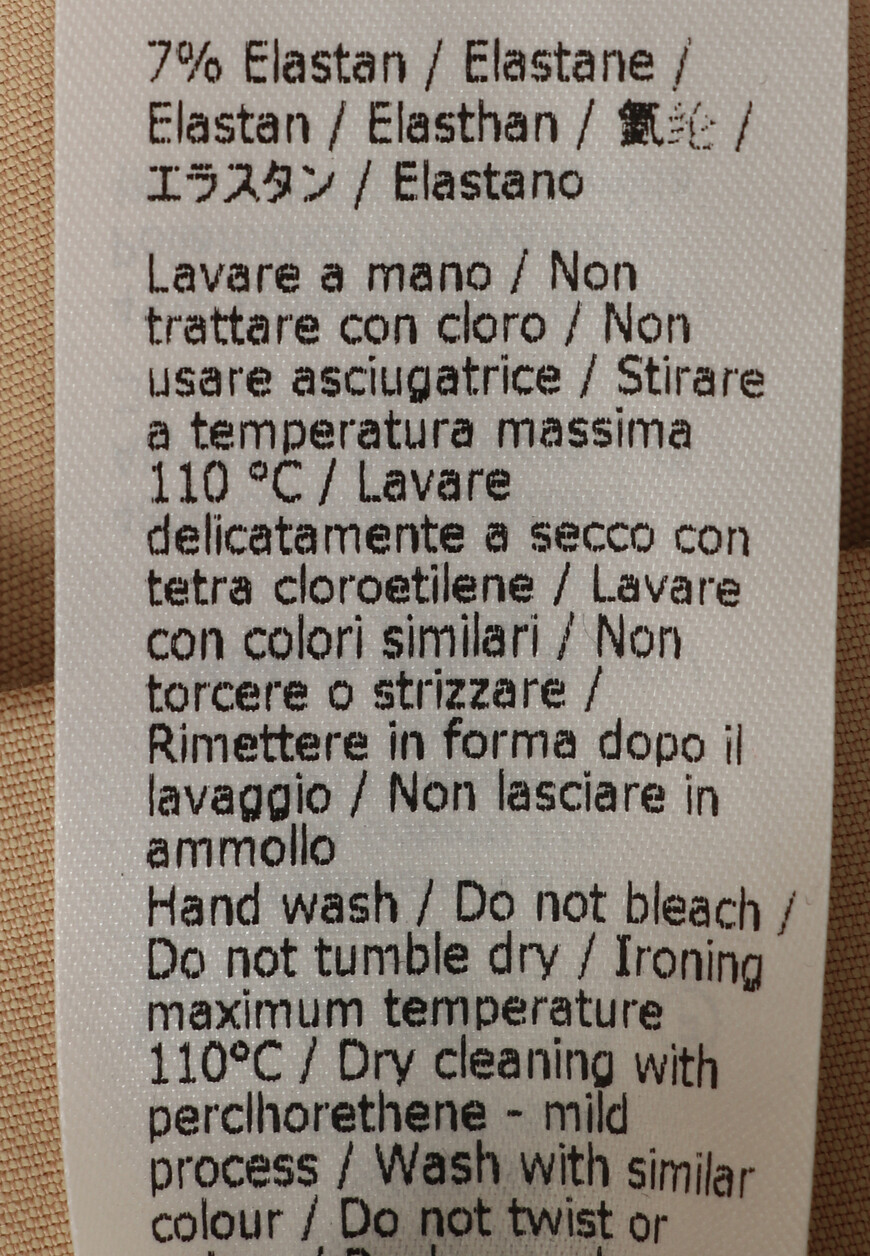 7% Elastan / Elastane /
Elastan / Elasthan / 氨纶 /
エラスタン / Elastano
Lavare a mano / Non
trattare con cloro / Non
usare asciugatrice / Stirare
a temperatura massima
110 °C / Lavare
delicatamente a secco con
tetra cloroetilene / Lavare
con colori similari / Non
torcere o strizzare /
Rimettere in forma dopo il
lavaggio / Non lasciare in
ammollo
Hand wash / Do not bleach /
Do not tumble dry / Ironing
maximum temperature
110°C / Dry cleaning with
perclhorethene - mild
process / Wash with similar
colour / Do not twist or